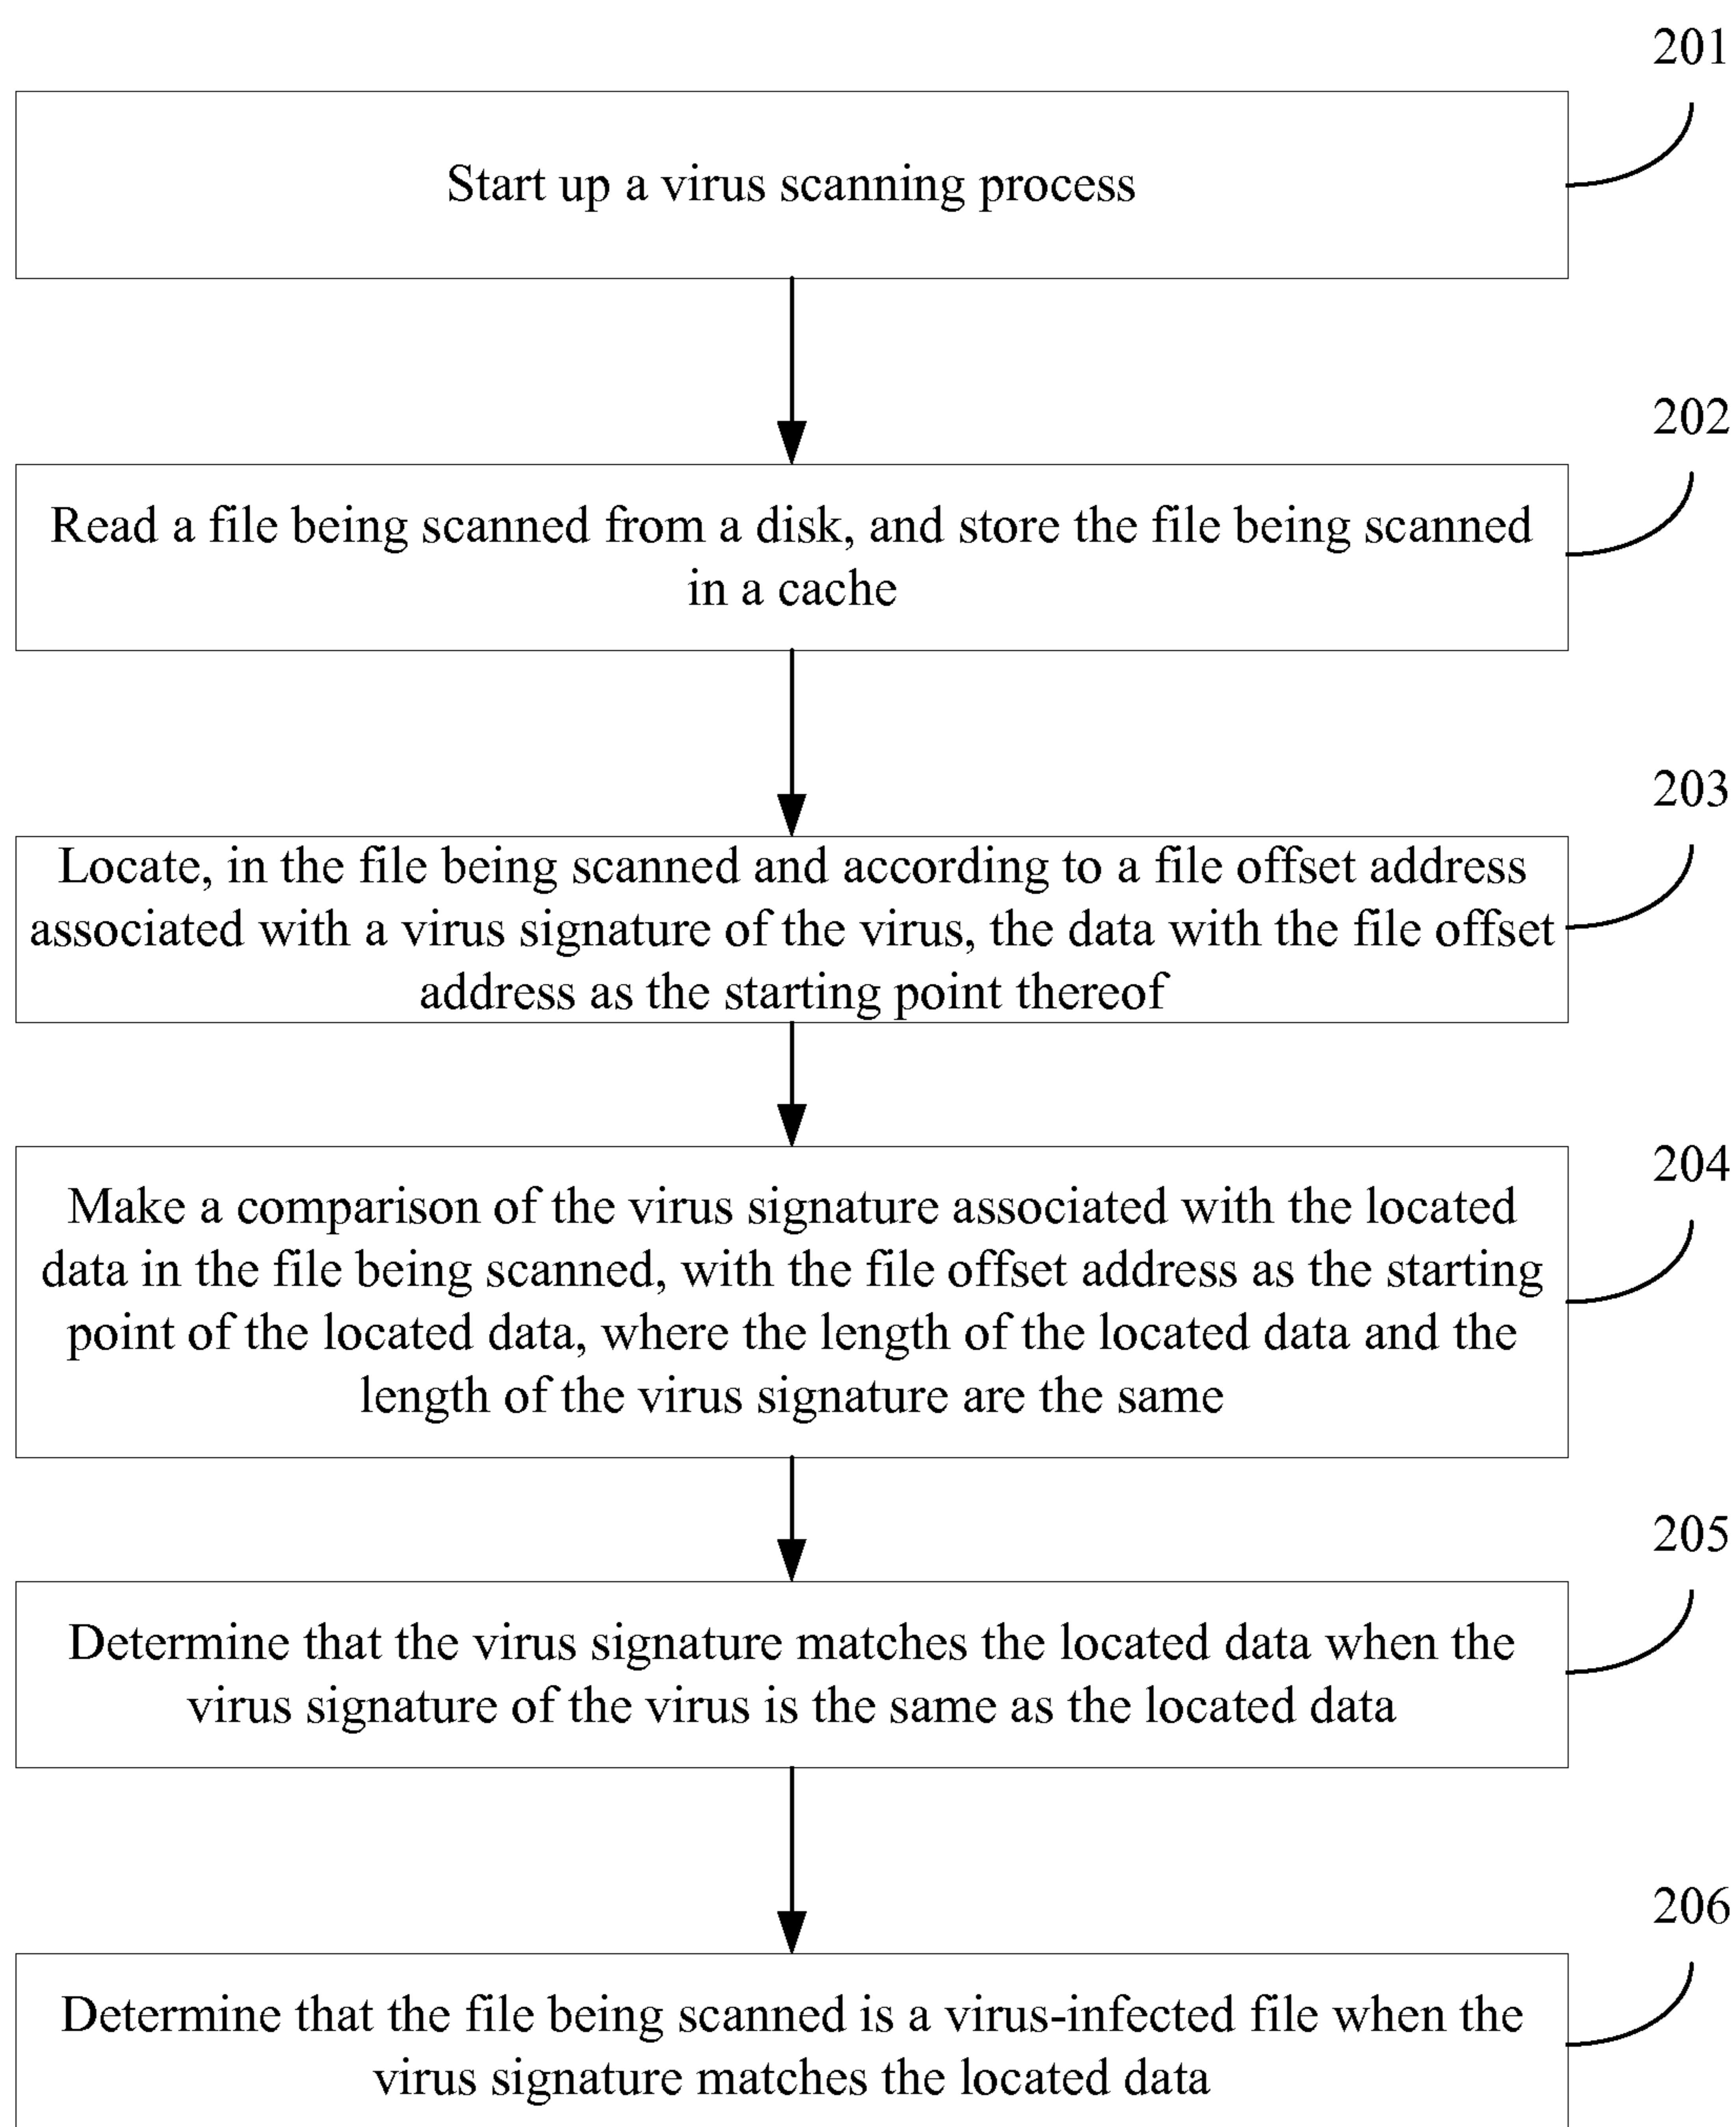 201
Start up a virus scanning process
202
Read a file being scanned from a disk, and store the file being scanned
in a cache
203
Locate, in the file being scanned and according to a file offset address
associated with a virus signature of the virus, the data with the file offset
address as the starting point thereof
204
Make a comparison of the virus signature associated with the located
data in the file being scanned, with the file offset address as the starting
point of the located data, where the length of the located data and the
length of the virus signature are the same
205
Determine that the virus signature matches the located data when the
virus signature of the virus is the same as the located data
206
Determine that the file being scanned is a virus-infected file when the
virus signature matches the located data